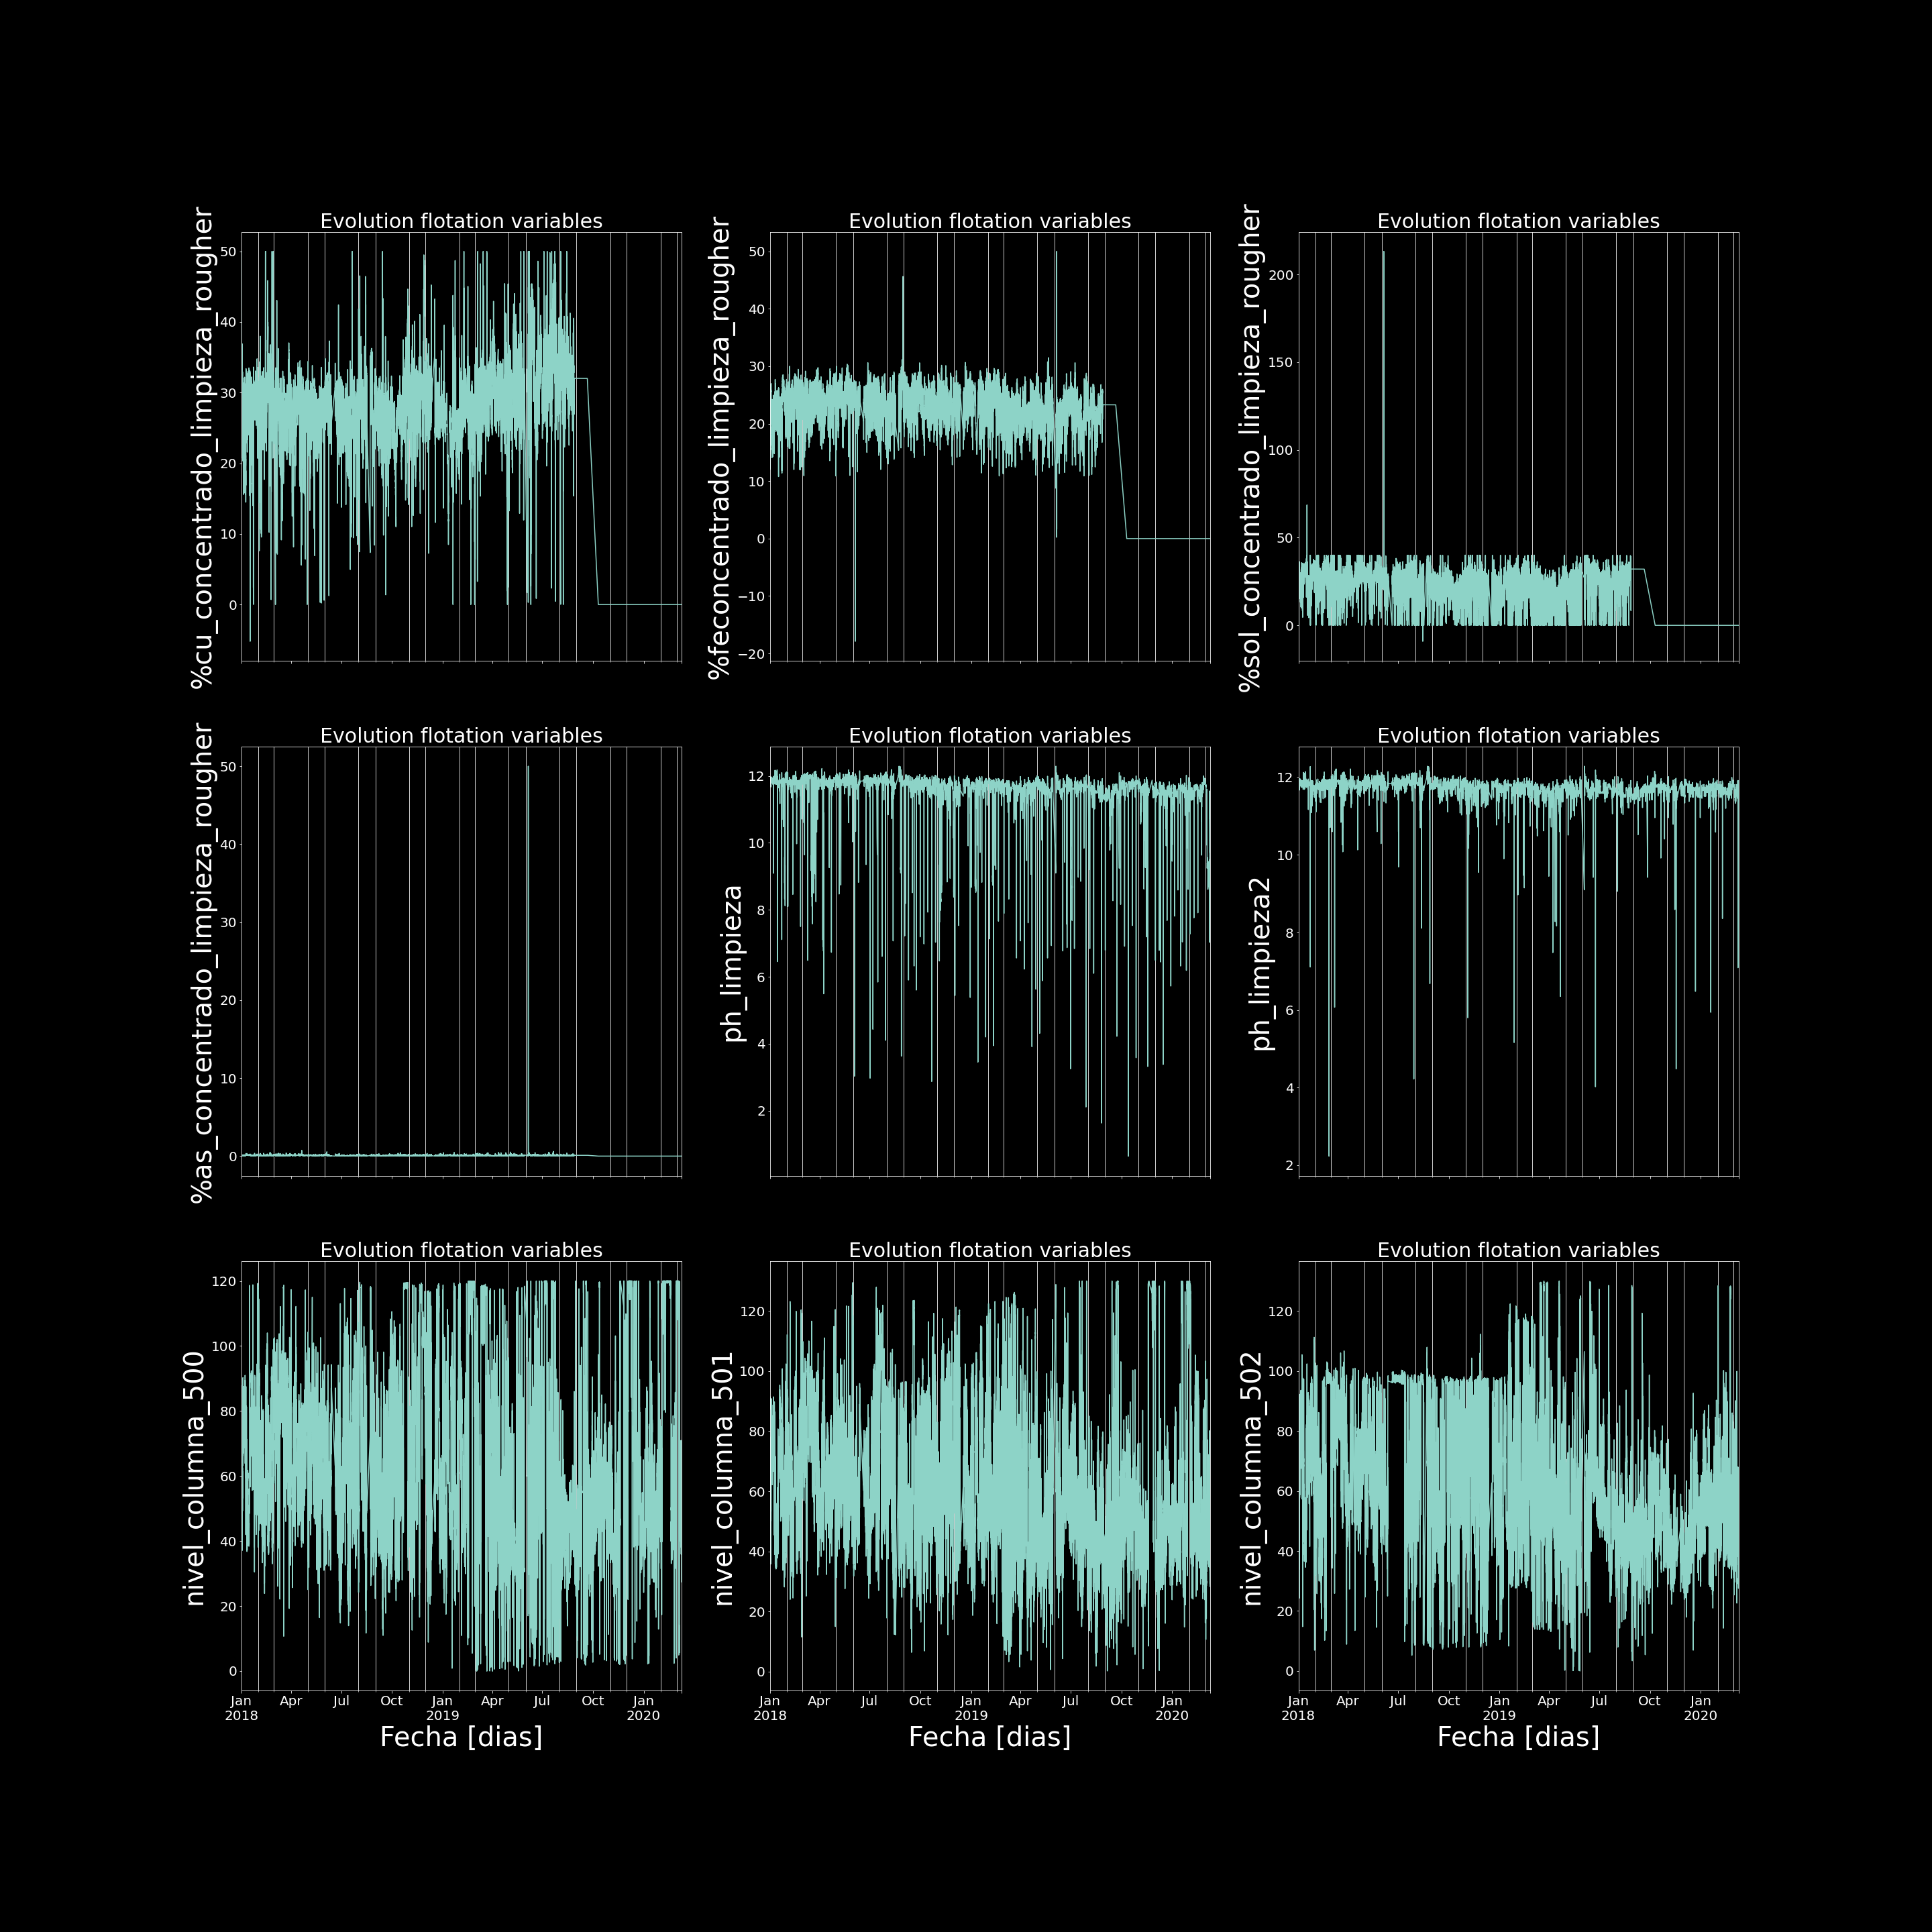 Evolution flotation variables
%cu_concentrado_limpieza_rougher
50
40
30
20
10
0
Evolution flotation variables
%feconcentrado_limpieza_rougher
50
40
30
20
10
0
−10
−20
Evolution flotation variables
%sol_concentrado_limpieza_rougher
200
150
100
50
0
Evolution flotation variables
%as_concentrado_limpieza_rougher
50
40
30
20
10
0
Evolution flotation variables
ph_limpieza
12
10
8
6
4
2
Evolution flotation variables
ph_limpieza2
12
10
8
6
4
2
Evolution flotation variables
nivel_columna_500
120
100
80
60
40
20
0
Jan Apr Jul Oct Jan Apr Jul Oct Jan
2018 2019 2020
Fecha [dias]
Evolution flotation variables
nivel_columna_501
120
100
80
60
40
20
0
Jan Apr Jul Oct Jan Apr Jul Oct Jan
2018 2019 2020
Fecha [dias]
Evolution flotation variables
nivel_columna_502
120
100
80
60
40
20
0
Jan Apr Jul Oct Jan Apr Jul Oct Jan
2018 2019 2020
Fecha [dias]